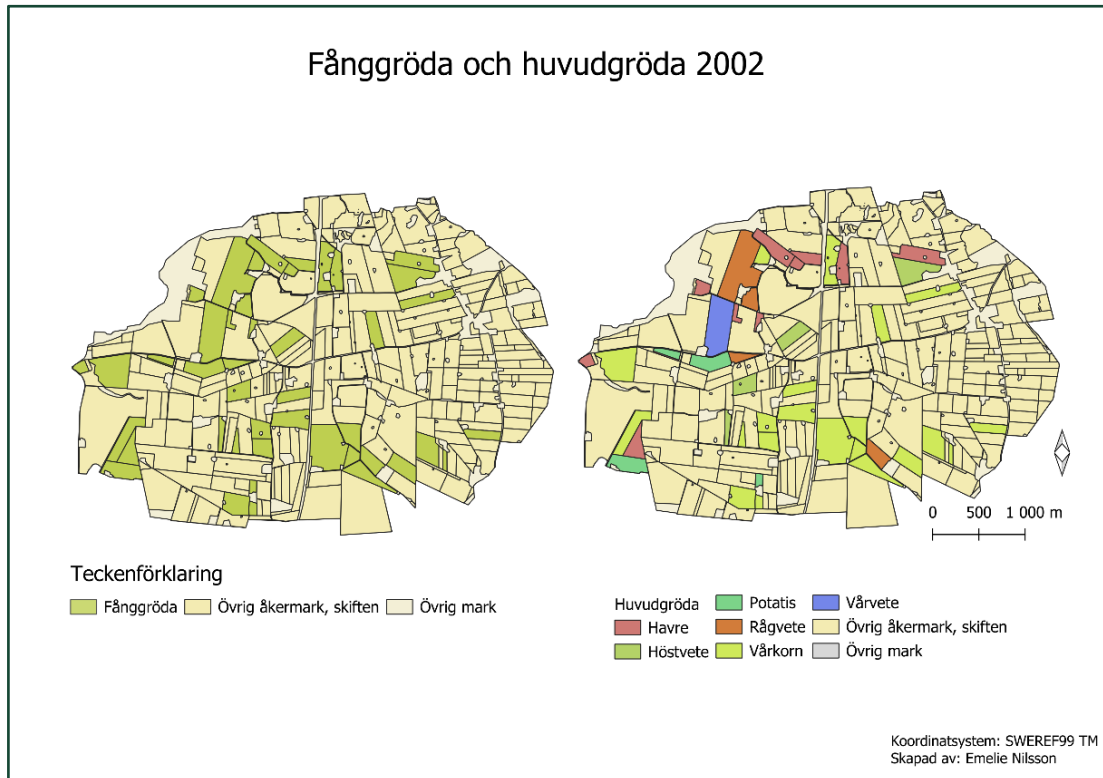 Fånggröda och huvudgröda 2002
0 500 1 000 m
Teckenförklaring
Fånggröda Övrig åkermark, skiften Övrig mark
Huvudgröda Potatis Vårvete
Havre Rågvete Övrig åkermark, skiften
Höstvete Vårkorn Övrig mark
Koordinatsystem: SWEREF99 TM
Skapad av: Emelie Nilsson